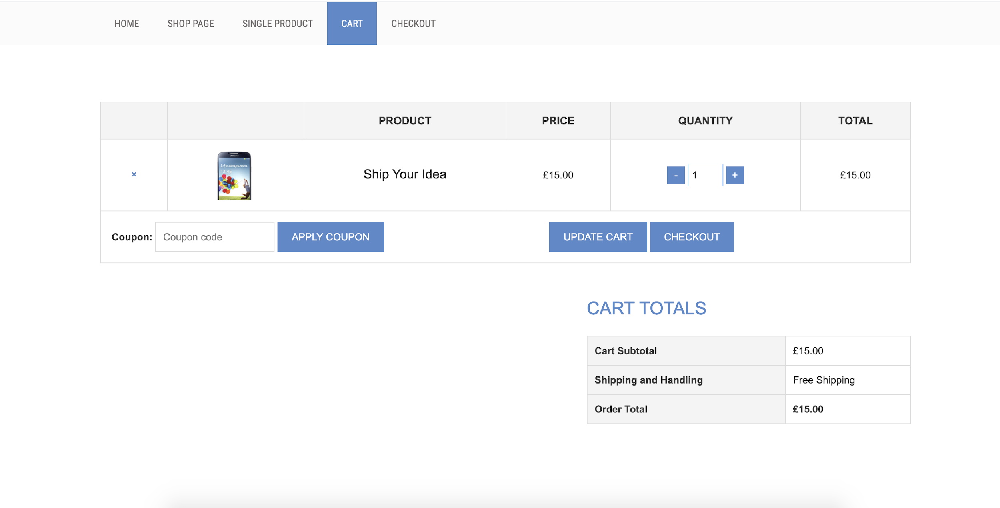 HOME SHOP PAGE SINGLE PRODUCT CART CHECKOUT
PRODUCT PRICE QUANTITY TOTAL
SAMSUNG
Life companion
12:45
× Ship Your Idea £15.00 - 1 + £15.00
Coupon: Coupon code APPLY COUPON UPDATE CART CHECKOUT
CART TOTALS
Cart Subtotal £15.00
Shipping and Handling Free Shipping
Order Total £15.00